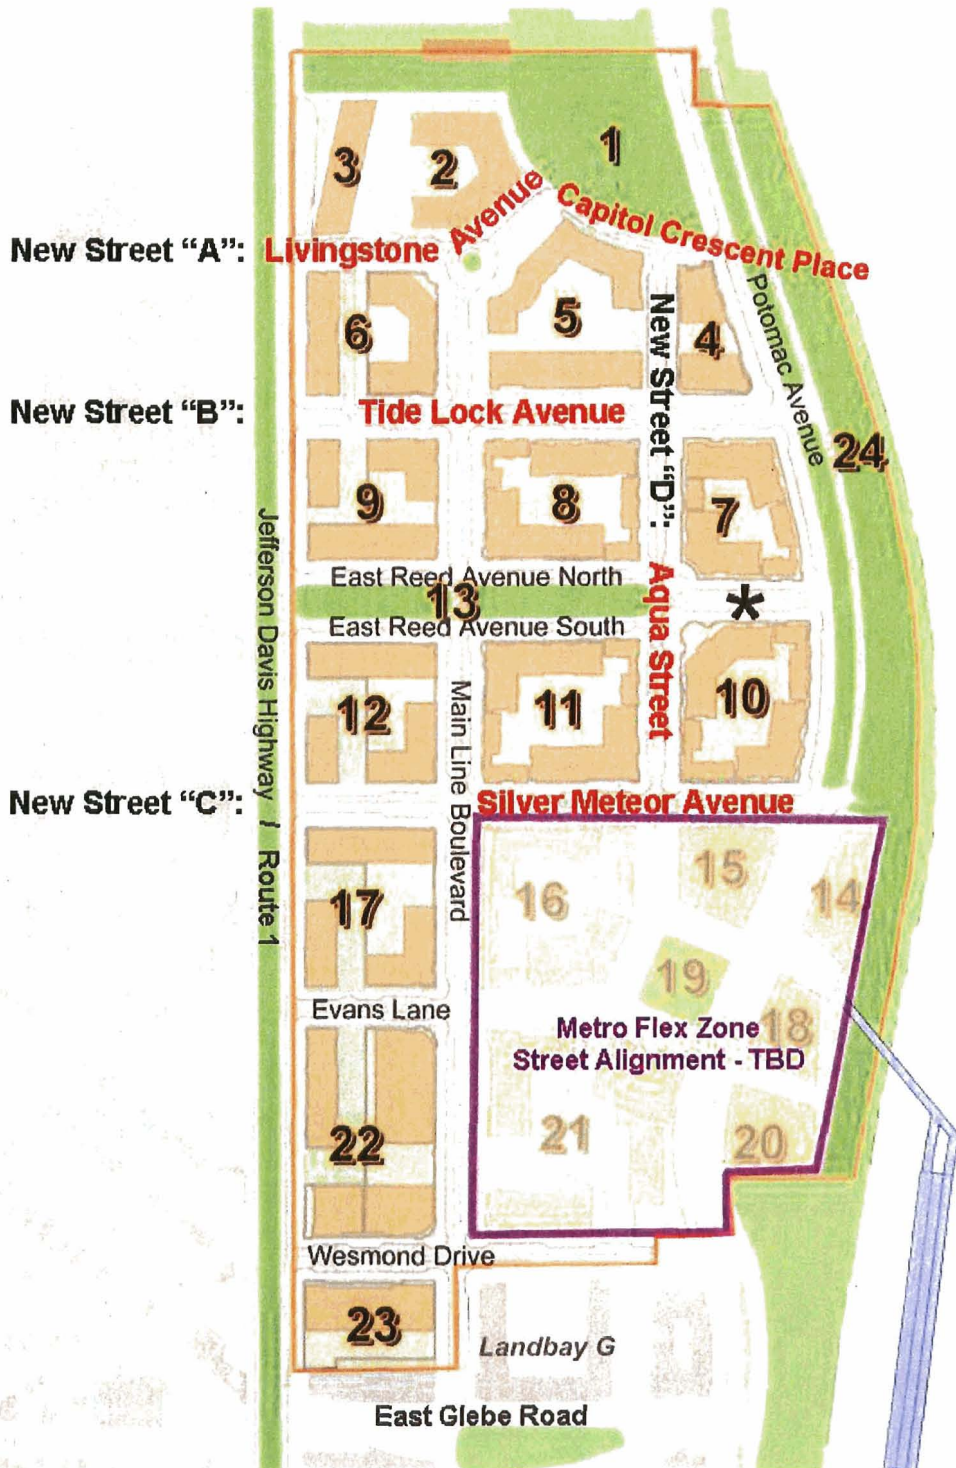 1
3
2
New Street “A”: Livingstone Avenue
Capitol Crescent Place
6
5
4
New Street "D":
Potomac Avenue
New Street “B”: Tide Lock Avenue
24
9
8
7
Jefferson Davis Highway / Route 1
East Reed Avenue North
13
*
East Reed Avenue South
Aqua Street
12
11
10
Main Line Boulevard
New Street “C”: Silver Meteor Avenue
17
16
15
14
19
Evans Lane
18
Metro Flex Zone
Street Alignment - TBD
22
21
20
Wesmond Drive
23
Landbay G
East Glebe Road